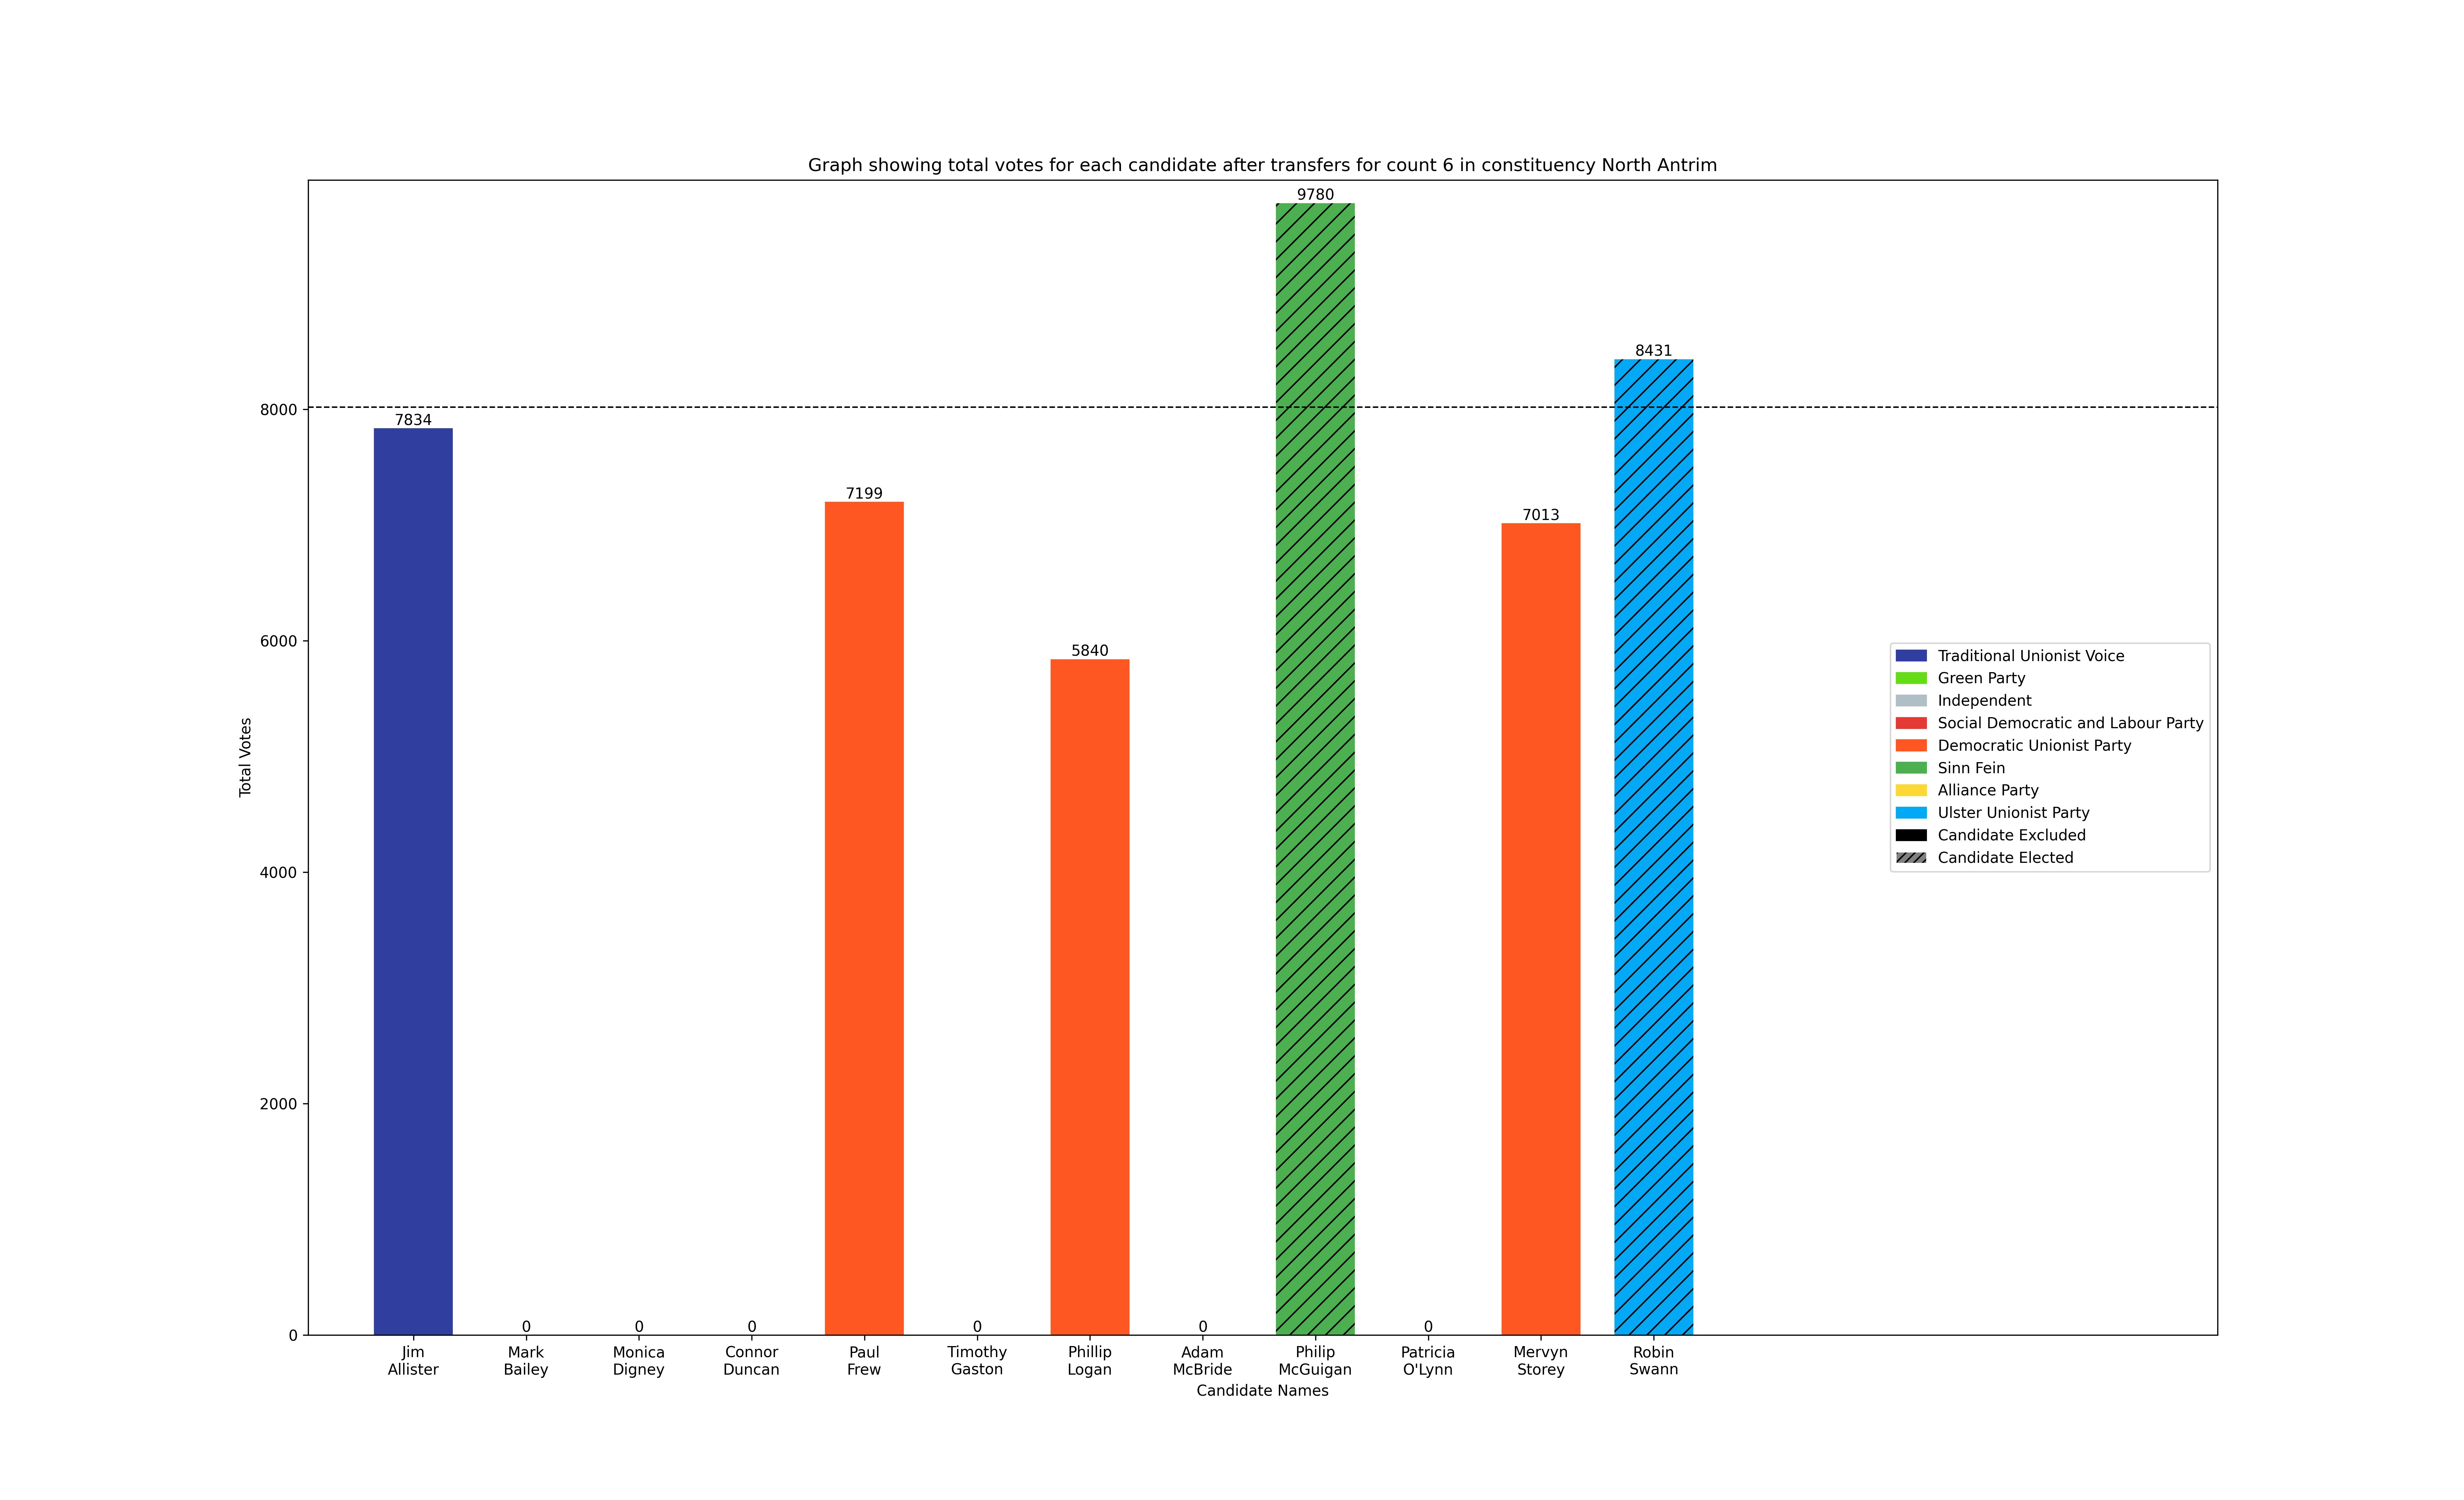 Graph showing total votes for each candidate after transfers for count 6 in constituency North Antrim
9780
8431
8000
7834
7199
7013
6000
5840
4000
2000
0
0
0
0
0
0
0
Total Votes
Traditional Unionist Voice
Green Party
Independent
Social Democratic and Labour Party
Democratic Unionist Party
Sinn Fein
Alliance Party
Ulster Unionist Party
Candidate Excluded
Candidate Elected
Jim
Allister
Mark
Bailey
Monica
Digney
Connor
Duncan
Paul
Frew
Timothy
Gaston
Phillip
Logan
Adam
McBride
Philip
McGuigan
Patricia
O'Lynn
Mervyn
Storey
Robin
Swann
Candidate Names